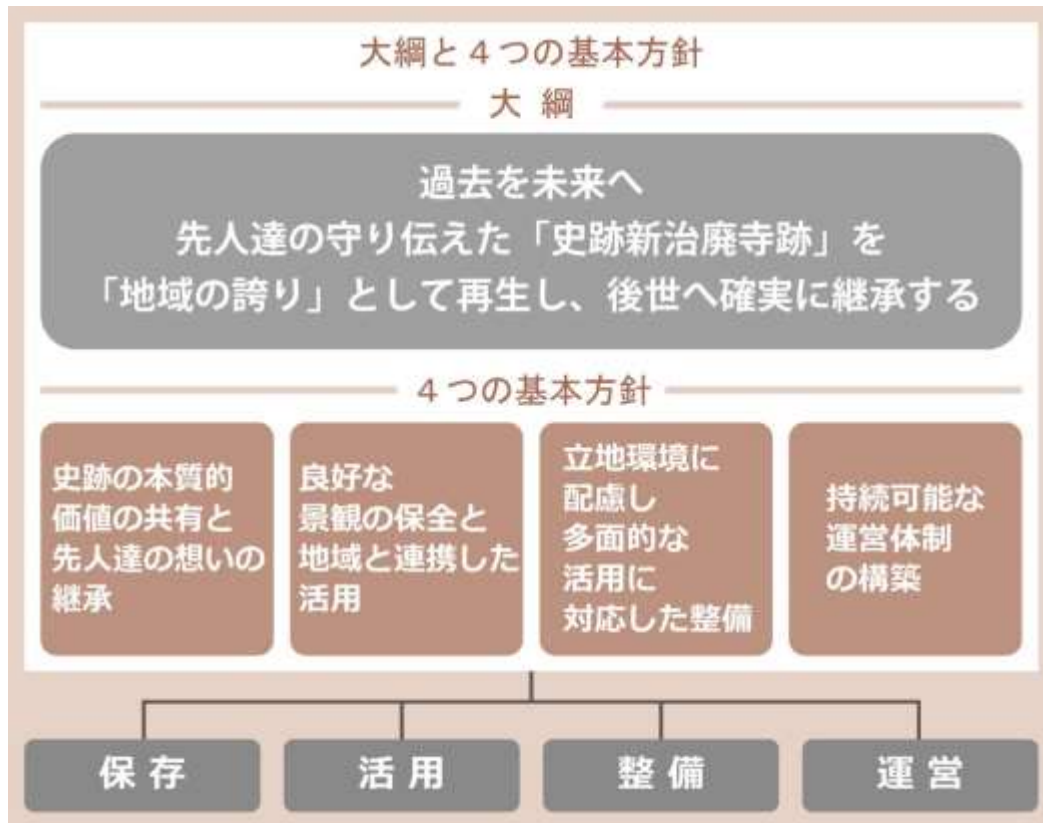 大綱と４つの基本方針
大 綱
過去を未来へ
先人達の守り伝えた「史跡新治廃寺跡」を
「地域の誇り」として再生し、後世へ確実に継承する
４つの基本方針
史跡の本質的
価値の共有と
先人達の想いの
継承
良好な
景観の保全と
地域と連携した
活用
立地環境に
配慮し
多面的な
活用に
対応した整備
持続可能な
運営体制
の構築
保 存
活 用
整 備
運 営